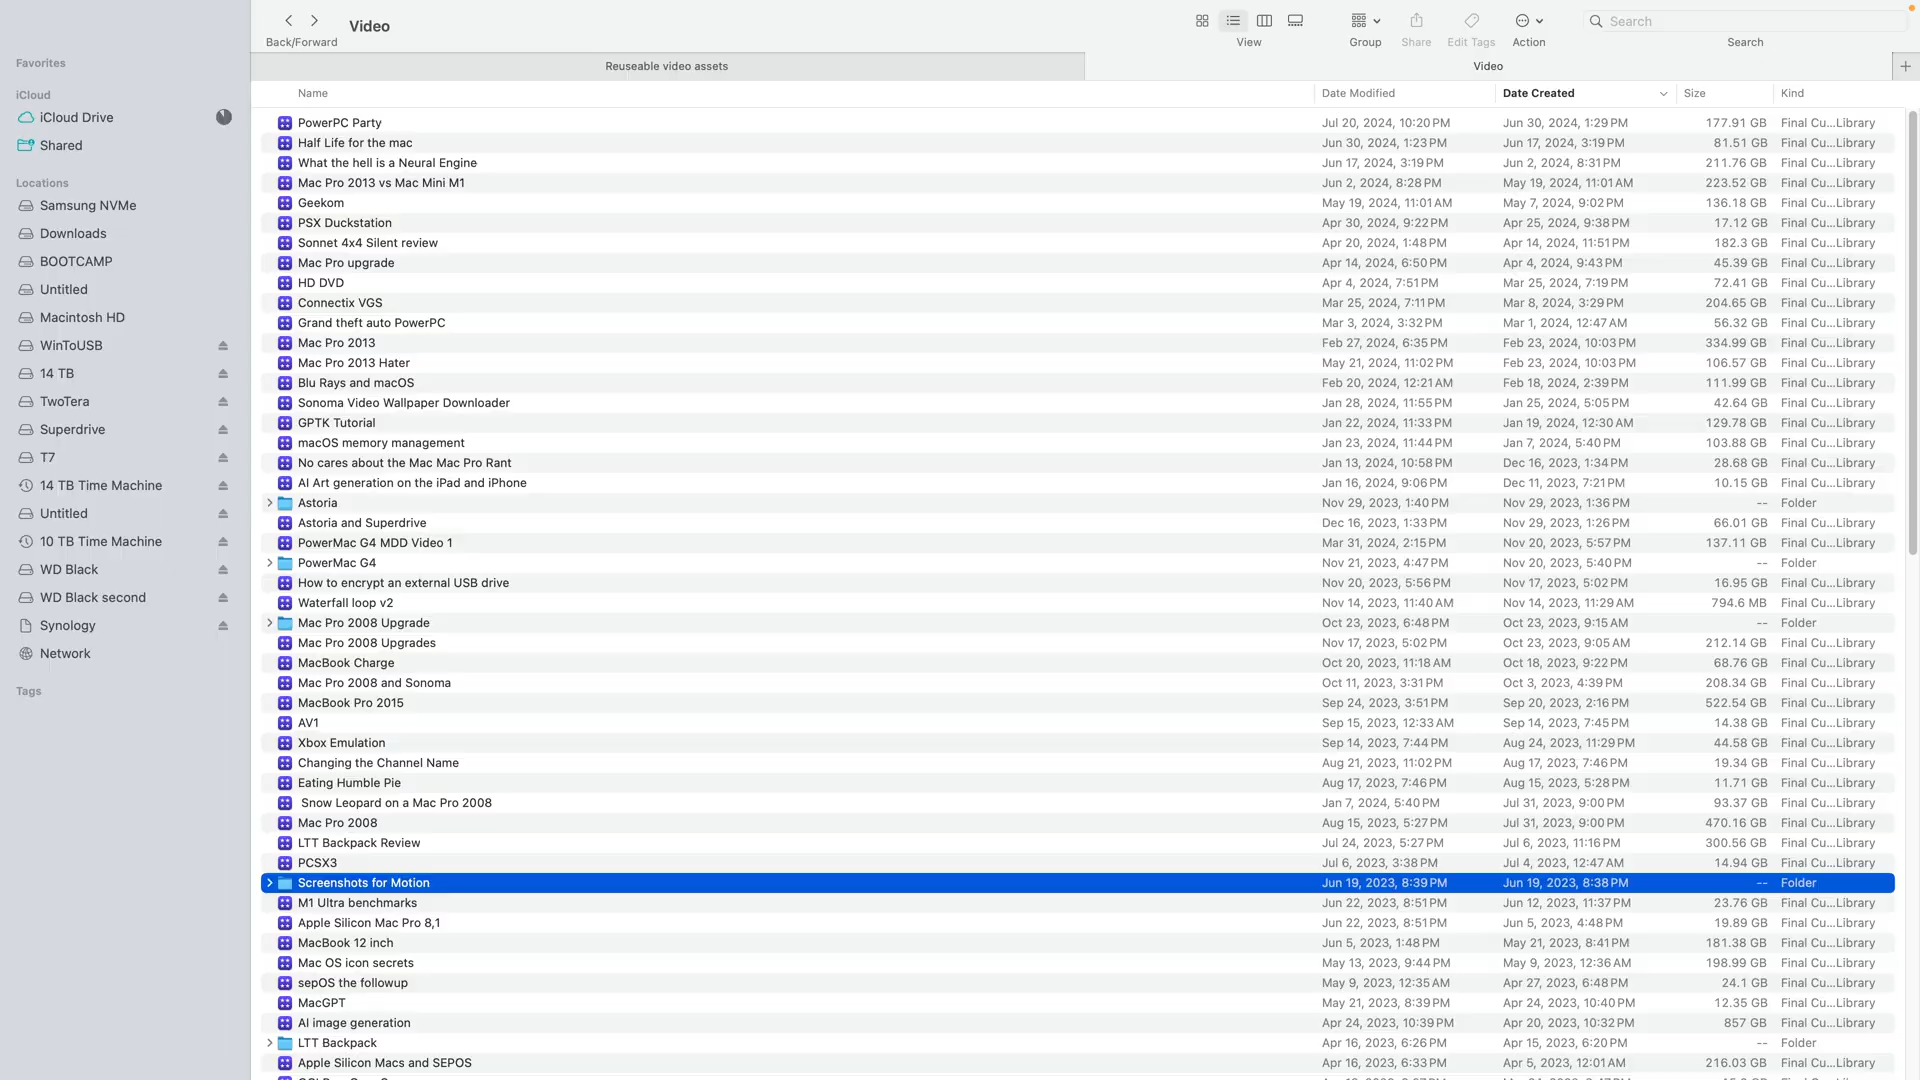 Video
Back/Forward
View
Group
Share
Edit Tags
Action
Search
Search
Reuseable video assets
Video
Favorites
iCloud
iCloud Drive
Shared
Locations
Samsung NVMe
Downloads
BOOTCAMP
Untitled
Macintosh HD
WinToUSB
14 TB
TwoTera
Superdrive
T7
14 TB Time Machine
Untitled
10 TB Time Machine
WD Black
WD Black second
Synology
Network
Tags
Name Date Modified Date Created Size Kind
PowerPC Party Jul 20, 2024, 10:20 PM Jun 30, 2024, 1:29 PM 177.91 GB Final Cu...Library
Half Life for the mac Jun 30, 2024, 1:23 PM Jun 17, 2024, 3:19 PM 81.51 GB Final Cu...Library
What the hell is a Neural Engine Jun 17, 2024, 3:19 PM Jun 2, 2024, 8:31 PM 211.76 GB Final Cu...Library
Mac Pro 2013 vs Mac Mini M1 Jun 2, 2024, 8:28 PM May 19, 2024, 11:01 AM 223.52 GB Final Cu...Library
Geekom May 19, 2024, 11:01 AM May 7, 2024, 9:02 PM 136.18 GB Final Cu...Library
PSX Duckstation Apr 30, 2024, 9:22 PM Apr 25, 2024, 9:38 PM 17.12 GB Final Cu...Library
Sonnet 4x4 Silent review Apr 20, 2024, 1:48 PM Apr 14, 2024, 11:51 PM 182.3 GB Final Cu...Library
Mac Pro upgrade Apr 14, 2024, 6:50 PM Apr 4, 2024, 9:43 PM 45.39 GB Final Cu...Library
HD DVD Apr 4, 2024, 7:51 PM Mar 25, 2024, 7:19 PM 72.41 GB Final Cu...Library
Connectix VGS Mar 25, 2024, 7:11 PM Mar 8, 2024, 3:29 PM 204.65 GB Final Cu...Library
Grand theft auto PowerPC Mar 3, 2024, 3:32 PM Mar 1, 2024, 12:47 AM 56.32 GB Final Cu...Library
Mac Pro 2013 Feb 27, 2024, 6:35 PM Feb 23, 2024, 10:03 PM 334.99 GB Final Cu...Library
Mac Pro 2013 Hater May 21, 2024, 11:02 PM Feb 23, 2024, 10:03 PM 106.57 GB Final Cu...Library
Blu Rays and macOS Feb 20, 2024, 12:21 AM Feb 18, 2024, 2:39 PM 111.99 GB Final Cu...Library
Sonoma Video Wallpaper Downloader Jan 28, 2024, 11:55 PM Jan 25, 2024, 5:05 PM 42.64 GB Final Cu...Library
GPTK Tutorial Jan 22, 2024, 11:33 PM Jan 19, 2024, 12:30 AM 129.78 GB Final Cu...Library
macOS memory management Jan 23, 2024, 11:44 PM Jan 7, 2024, 5:40 PM 103.88 GB Final Cu...Library
No cares about the Mac Mac Pro Rant Jan 13, 2024, 10:58 PM Dec 16, 2023, 1:34 PM 28.68 GB Final Cu...Library
AI Art generation on the iPad and iPhone Jan 16, 2024, 9:06 PM Dec 11, 2023, 7:21 PM 10.15 GB Final Cu...Library
Astoria Nov 29, 2023, 1:40 PM Nov 29, 2023, 1:36 PM -- Folder
Astoria and Superdrive Dec 16, 2023, 1:33 PM Nov 29, 2023, 1:26 PM 66.01 GB Final Cu...Library
PowerMac G4 MDD Video 1 Mar 31, 2024, 2:15 PM Nov 20, 2023, 5:57 PM 137.11 GB Final Cu...Library
PowerMac G4 Nov 21, 2023, 4:47 PM Nov 20, 2023, 5:40 PM -- Folder
How to encrypt an external USB drive Nov 20, 2023, 5:56 PM Nov 17, 2023, 5:02 PM 16.95 GB Final Cu...Library
Waterfall loop v2 Nov 14, 2023, 11:40 AM Nov 14, 2023, 11:29 AM 794.6 MB Final Cu...Library
Mac Pro 2008 Upgrade Oct 23, 2023, 6:48 PM Oct 23, 2023, 9:15 AM -- Folder
Mac Pro 2008 Upgrades Nov 17, 2023, 5:02 PM Oct 23, 2023, 9:05 AM 212.14 GB Final Cu...Library
MacBook Charge Oct 20, 2023, 11:18 AM Oct 18, 2023, 9:22 PM 68.76 GB Final Cu...Library
Mac Pro 2008 and Sonoma Oct 11, 2023, 3:31 PM Oct 3, 2023, 4:39 PM 208.34 GB Final Cu...Library
MacBook Pro 2015 Sep 24, 2023, 3:51 PM Sep 20, 2023, 2:16 PM 522.54 GB Final Cu...Library
AV1 Sep 15, 2023, 12:33 AM Sep 14, 2023, 7:45 PM 14.38 GB Final Cu...Library
Xbox Emulation Sep 14, 2023, 7:44 PM Aug 24, 2023, 11:29 PM 44.58 GB Final Cu...Library
Changing the Channel Name Aug 21, 2023, 11:02 PM Aug 17, 2023, 7:46 PM 19.34 GB Final Cu...Library
Eating Humble Pie Aug 17, 2023, 7:46 PM Aug 15, 2023, 5:28 PM 11.71 GB Final Cu...Library
Snow Leopard on a Mac Pro 2008 Jan 7, 2024, 5:40 PM Jul 31, 2023, 9:00 PM 93.37 GB Final Cu...Library
Mac Pro 2008 Aug 15, 2023, 5:27 PM Jul 31, 2023, 9:00 PM 470.16 GB Final Cu...Library
LTT Backpack Review Jul 24, 2023, 5:27 PM Jul 6, 2023, 11:16 PM 300.56 GB Final Cu...Library
PCSX3 Jul 6, 2023, 3:38 PM Jul 4, 2023, 12:47 AM 14.94 GB Final Cu...Library
Screenshots for Motion Jun 19, 2023, 8:39 PM Jun 19, 2023, 8:38 PM -- Folder
M1 Ultra benchmarks Jun 22, 2023, 8:51 PM Jun 12, 2023, 11:37 PM 23.76 GB Final Cu...Library
Apple Silicon Mac Pro 8,1 Jun 22, 2023, 8:51 PM Jun 5, 2023, 4:48 PM 19.89 GB Final Cu...Library
MacBook 12 inch Jun 5, 2023, 1:48 PM May 21, 2023, 8:41 PM 181.38 GB Final Cu...Library
Mac OS icon secrets May 13, 2023, 9:44 PM May 9, 2023, 12:36 AM 198.99 GB Final Cu...Library
sepOS the followup May 9, 2023, 12:35 AM Apr 27, 2023, 6:48 PM 24.1 GB Final Cu...Library
MacGPT May 21, 2023, 8:39 PM Apr 24, 2023, 10:40 PM 12.35 GB Final Cu...Library
AI image generation Apr 24, 2023, 10:39 PM Apr 20, 2023, 10:32 PM 857 GB Final Cu...Library
LTT Backpack Apr 16, 2023, 6:26 PM Apr 15, 2023, 6:20 PM -- Folder
Apple Silicon Macs and SEPOS Apr 16, 2023, 6:33 PM Apr 5, 2023, 12:01 AM 216.03 GB Final Cu...Library